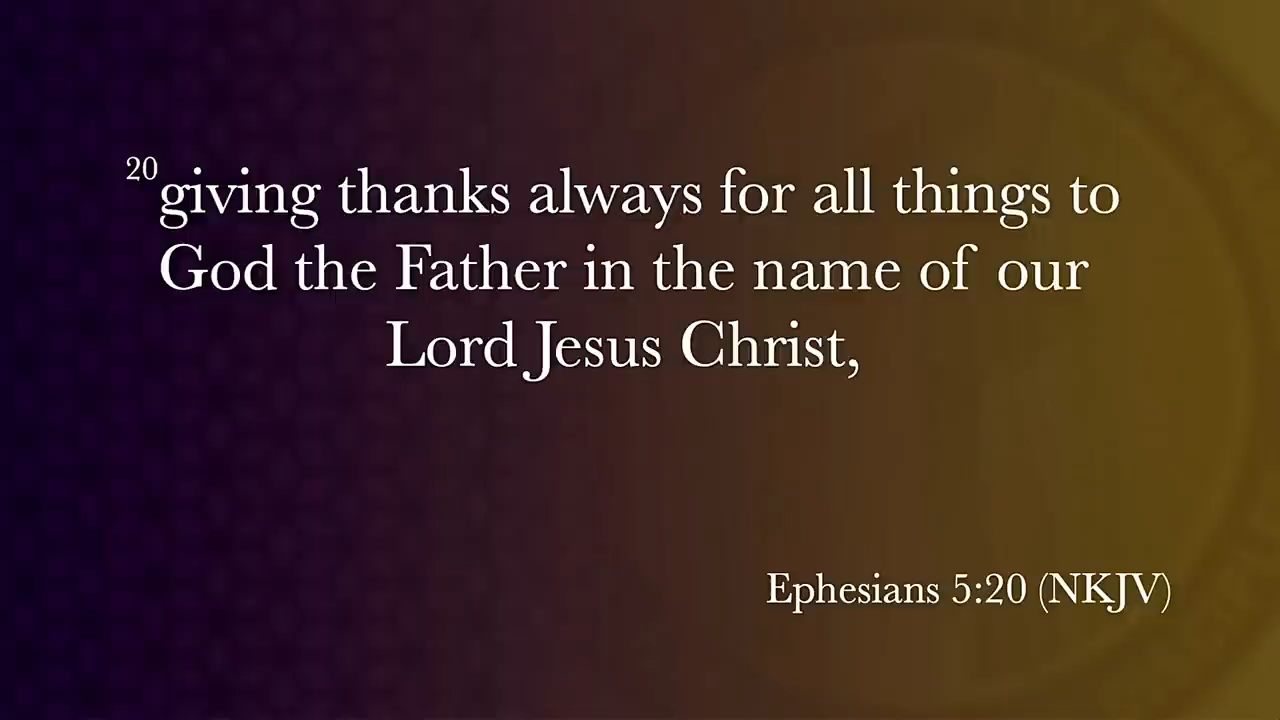 20giving thanks always for all things to
God the Father in the name of our
Lord Jesus Christ,
Ephesians 5:20 (NKJV)